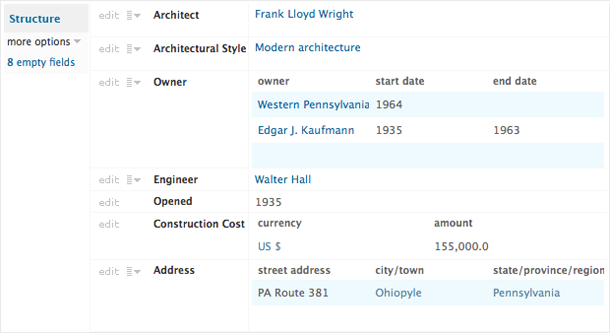 Structure
more options
8 empty fields
edit Architect Frank Lloyd Wright
edit Architectural Style Modern architecture
edit Owner owner start date end date
Western Pennsylvania 1964
Edgar J. Kaufmann 1935 1963
edit Engineer Walter Hall
edit Opened 1935
edit Construction Cost currency amount
US $ 155,000.0
edit Address street address city/town state/province/region
PA Route 381 Ohiopyle Pennsylvania